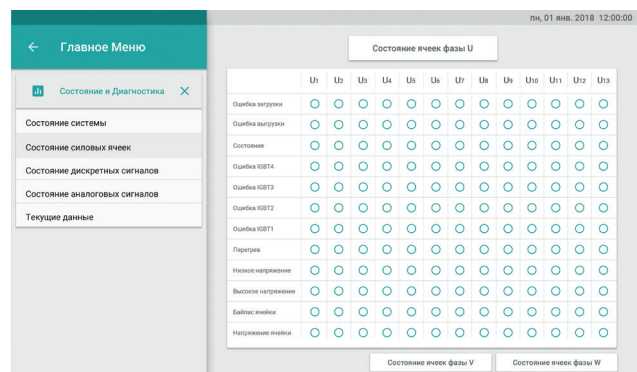 пн, 01 янв. 2018 12:00:00
Главное Меню
Состояние и Диагностика
Состояние системы
Состояние силовых ячеек
Состояние дискретных сигналов
Состояние аналоговых сигналов
Текущие данные
Состояние ячеек фазы U
U1 U2 U3 U4 U5 U6 U7 U8 U9 U10 U11 U12 U13
Ошибка загрузки
Ошибка выгрузки
Состояние
Ошибка IGBT4
Ошибка IGBT3
Ошибка IGBT2
Ошибка IGBT1
Перегрев
Низкое напряжение
Высокое напряжение
Байпас ячейки
Напряжение ячейки
Состояние ячеек фазы V
Состояние ячеек фазы W